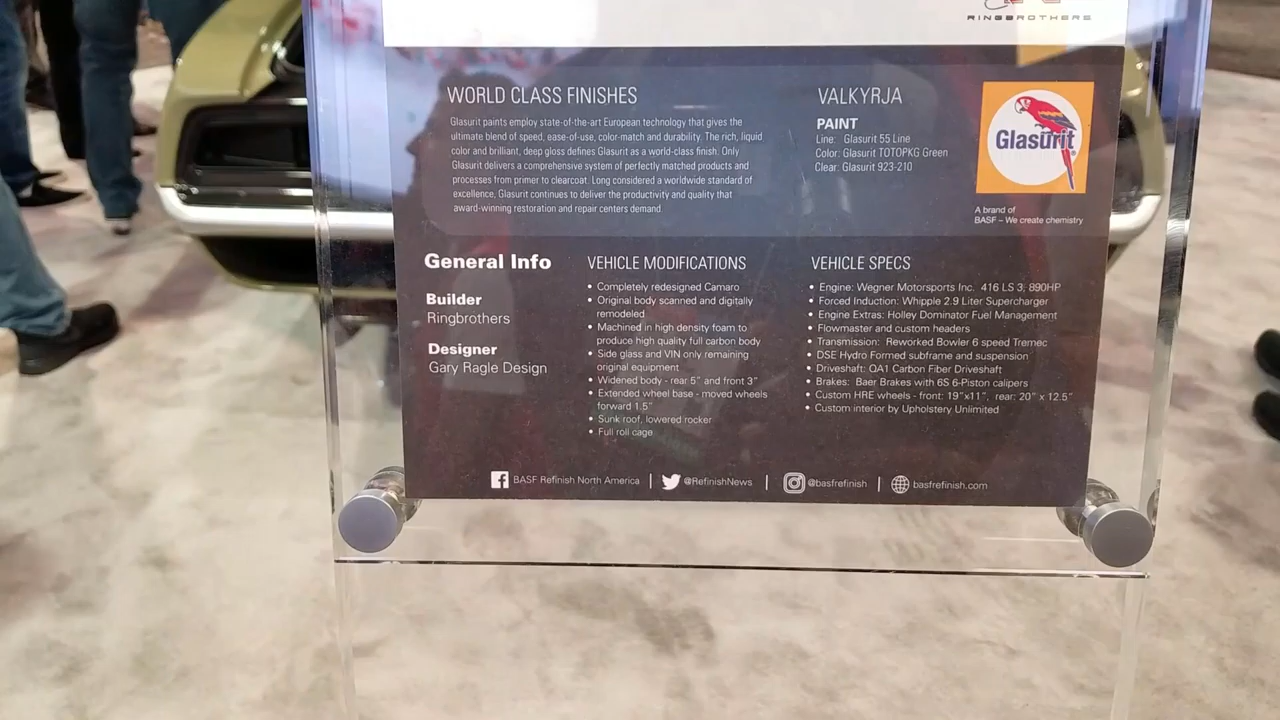 RINGBROTHERS
WORLD CLASS FINISHES
Glasurit paints employ state-of-the-art European technology that gives the
ultimate blend of speed, ease-of-use, color-match and durability. The rich, liquid
color and brilliant, deep gloss defines Glasurit as a world-class finish. Only
Glasurit delivers a comprehensive system of perfectly matched products and
processes from primer to clearcoat. Long considered a worldwide standard of
excellence, Glasurit continues to deliver the productivity and quality that
award-winning restoration and repair centers demand.
VALKYRJA
PAINT
Line: Glasurit 55 Line
Color: Glasurit TOTOPKG Green
Clear: Glasurit 923-210
Glasurit®
A brand of
BASF – We create chemistry
General Info
Builder
Ringbrothers
Designer
Gary Ragle Design
VEHICLE MODIFICATIONS
• Completely redesigned Camaro
• Original body scanned and digitally
remodeled
• Machined in high density foam to
produce high quality full carbon body
• Side glass and VIN only remaining
original equipment
• Widened body - rear 5" and front 3"
• Extended wheel base - moved wheels
forward 1.5"
• Sunk roof, lowered rocker
• Full roll cage
VEHICLE SPECS
• Engine: Wegner Motorsports Inc. 416 LS 3; 890HP
• Forced Induction: Whipple 2.9 Liter Supercharger
• Engine Extras: Holley Dominator Fuel Management
• Flowmaster and custom headers
• Transmission: Reworked Bowler 6 speed Tremec
• DSE Hydro Formed subframe and suspension
• Driveshaft: QA1 Carbon Fiber Driveshaft
• Brakes: Baer Brakes with 6S 6-Piston calipers
• Custom HRE wheels - front: 19"x11", rear: 20" x 12.5"
• Custom interior by Upholstery Unlimited
BASF Refinish North America | @RefinishNews | @basfrefinish | basfrefinish.com